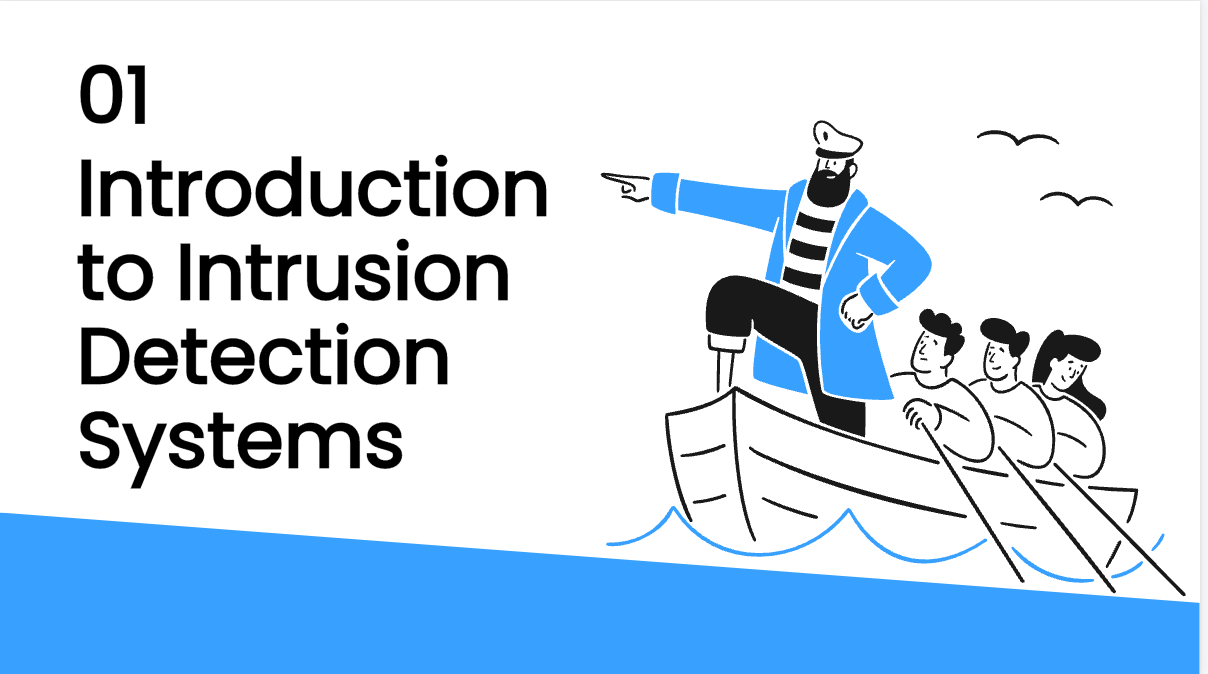 01
Introduction
to Intrusion
Detection
Systems